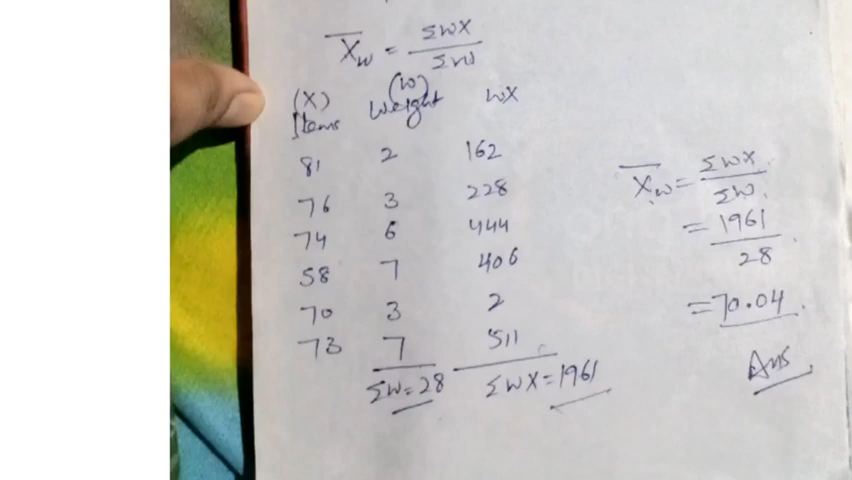 X̅w = ΣWX / ΣW
(X) (W)
Items Weight WX
81 2 162
76 3 228
74 6 444
58 7 406
70 3 2
73 7 511
ΣW=28 ΣWX=1961
X̅w = ΣWX / ΣW
= 1961 / 28
=70.04
Ans